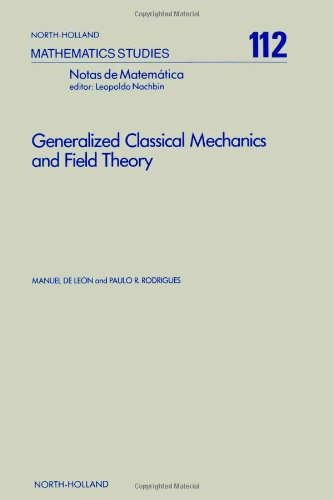 NORTH-HOLLAND
MATHEMATICS STUDIES 112
Notas de Matemática
editor: Leopoldo Nachbin
Generalized Classical Mechanics
and Field Theory
MANUEL DE LEÓN and PAULO R. RODRIGUES
NORTH-HOLLAND